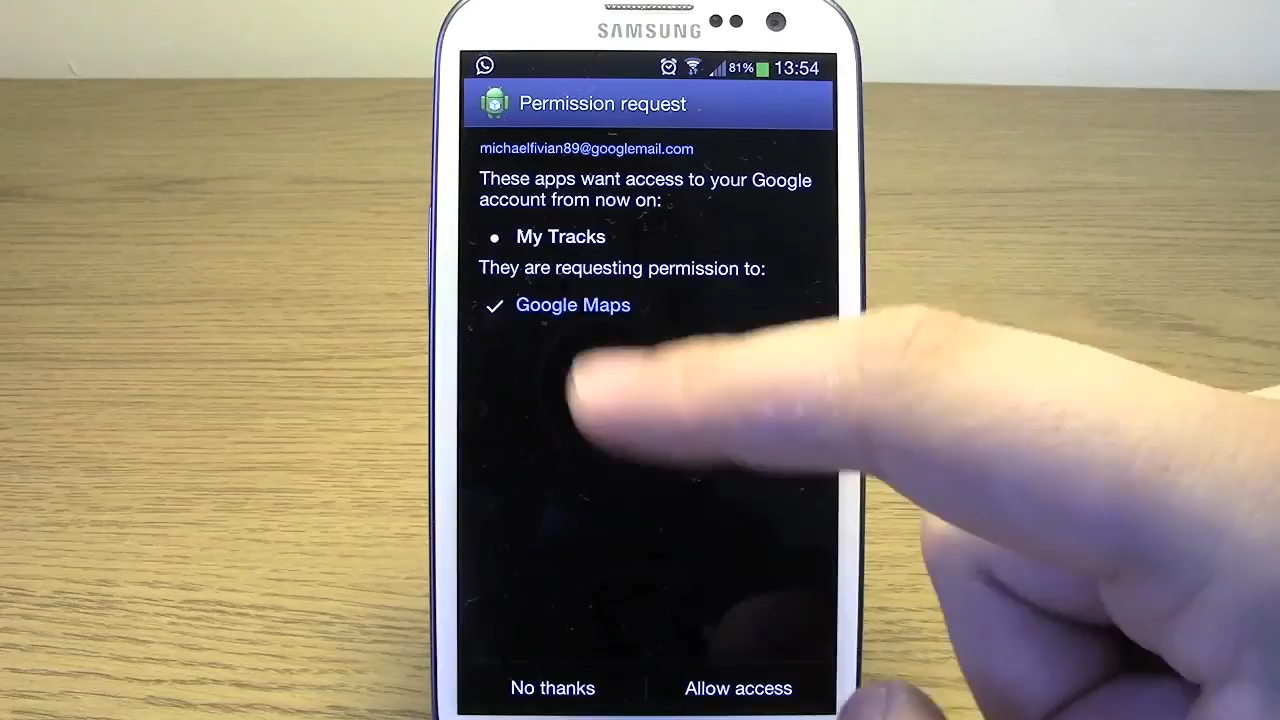 SAMSUNG
81% 13:54
Permission request
michaelfivian89@googlemail.com
These apps want access to your Google
account from now on:
My Tracks
They are requesting permission to:
Google Maps
No thanks Allow access